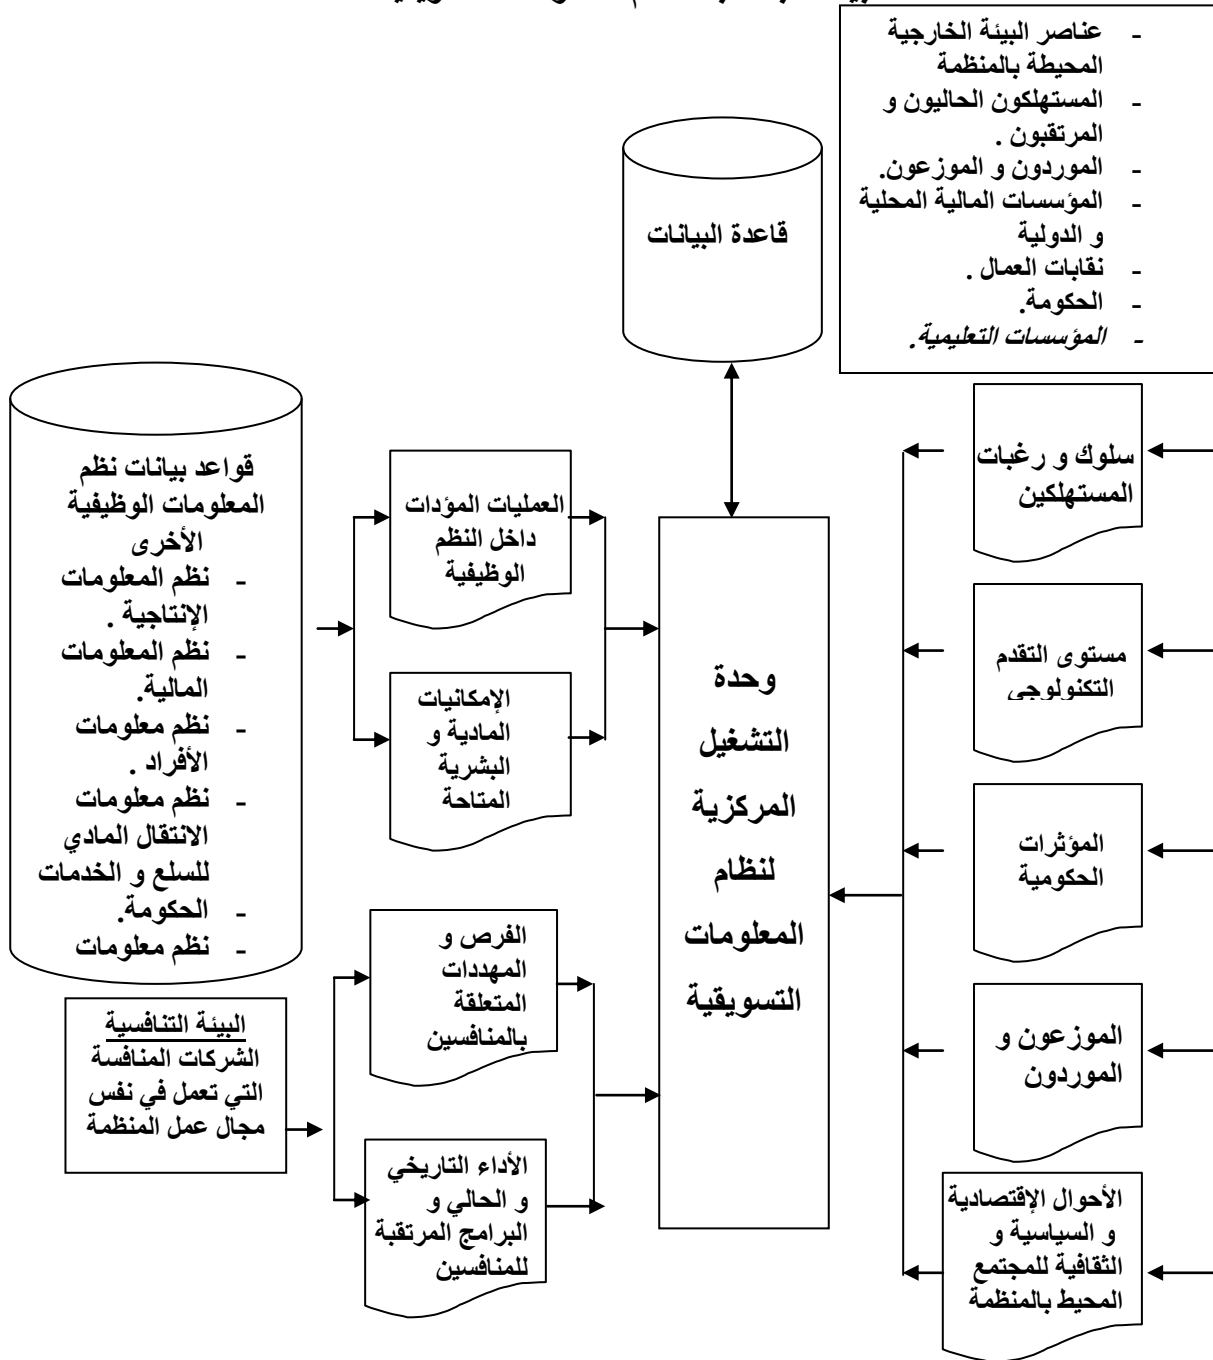 - عناصر البيئة الخارجية
المحيطة بالمنظمة
- المستهلكون الحاليون و
المرتقبون .
- الموردون و الموزعون.
- المؤسسات المالية المحلية
و الدولية
- نقابات العمال .
- الحكومة.
- المؤسسات التعليمية.
قاعدة البيانات
سلوك و رغبات
المستهلكين
مستوى التقدم
التكنولوجي
المؤثرات
الحكومية
الموزعون و
الموردون
الأحوال الإقتصادية
و السياسية و
الثقافية للمجتمع
المحيط بالمنظمة
وحدة
التشغيل
المركزية
لنظام
المعلومات
التسويقية
العمليات المؤدات
داخل النظم
الوظيفية
الإمكانيات
المادية و
البشرية
المتاحة
الفرص و
المهددات
المتعلقة
بالمنافسين
الأداء التاريخي
و الحالي و
البرامج المرتقبة
للمنافسين
قواعد بيانات نظم
المعلومات الوظيفية
الأخرى
- نظم المعلومات
الإنتاجية .
- نظم المعلومات
المالية.
- نظم معلومات
الأفراد .
- نظم معلومات
الانتقال المادي
للسلع و الخدمات
- الحكومة.
- نظم معلومات
البيئة التنافسية
الشركات المنافسة
التي تعمل في نفس
مجال عمل المنظمة